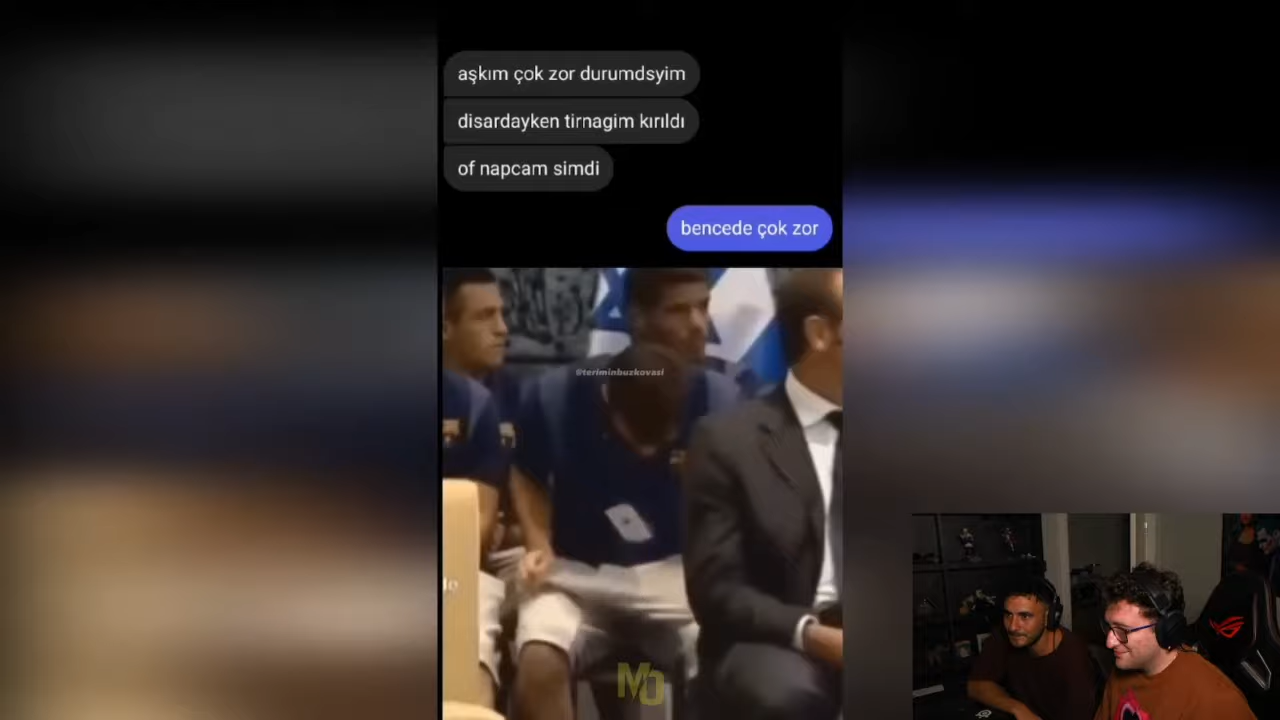 aşkım çok zor durumdsyim
disardayken tirnagim kırıldı
of napcam simdi
bencede çok zor
@teriminbuzkovasi
MO